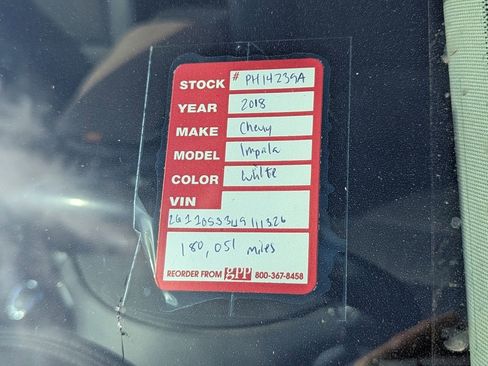 STOCK # PH14239A
YEAR 2018
MAKE Chevy
MODEL Impala
COLOR White
VIN
2G11053349111326
180,051 miles
REORDER FROM gpp 800-367-8458